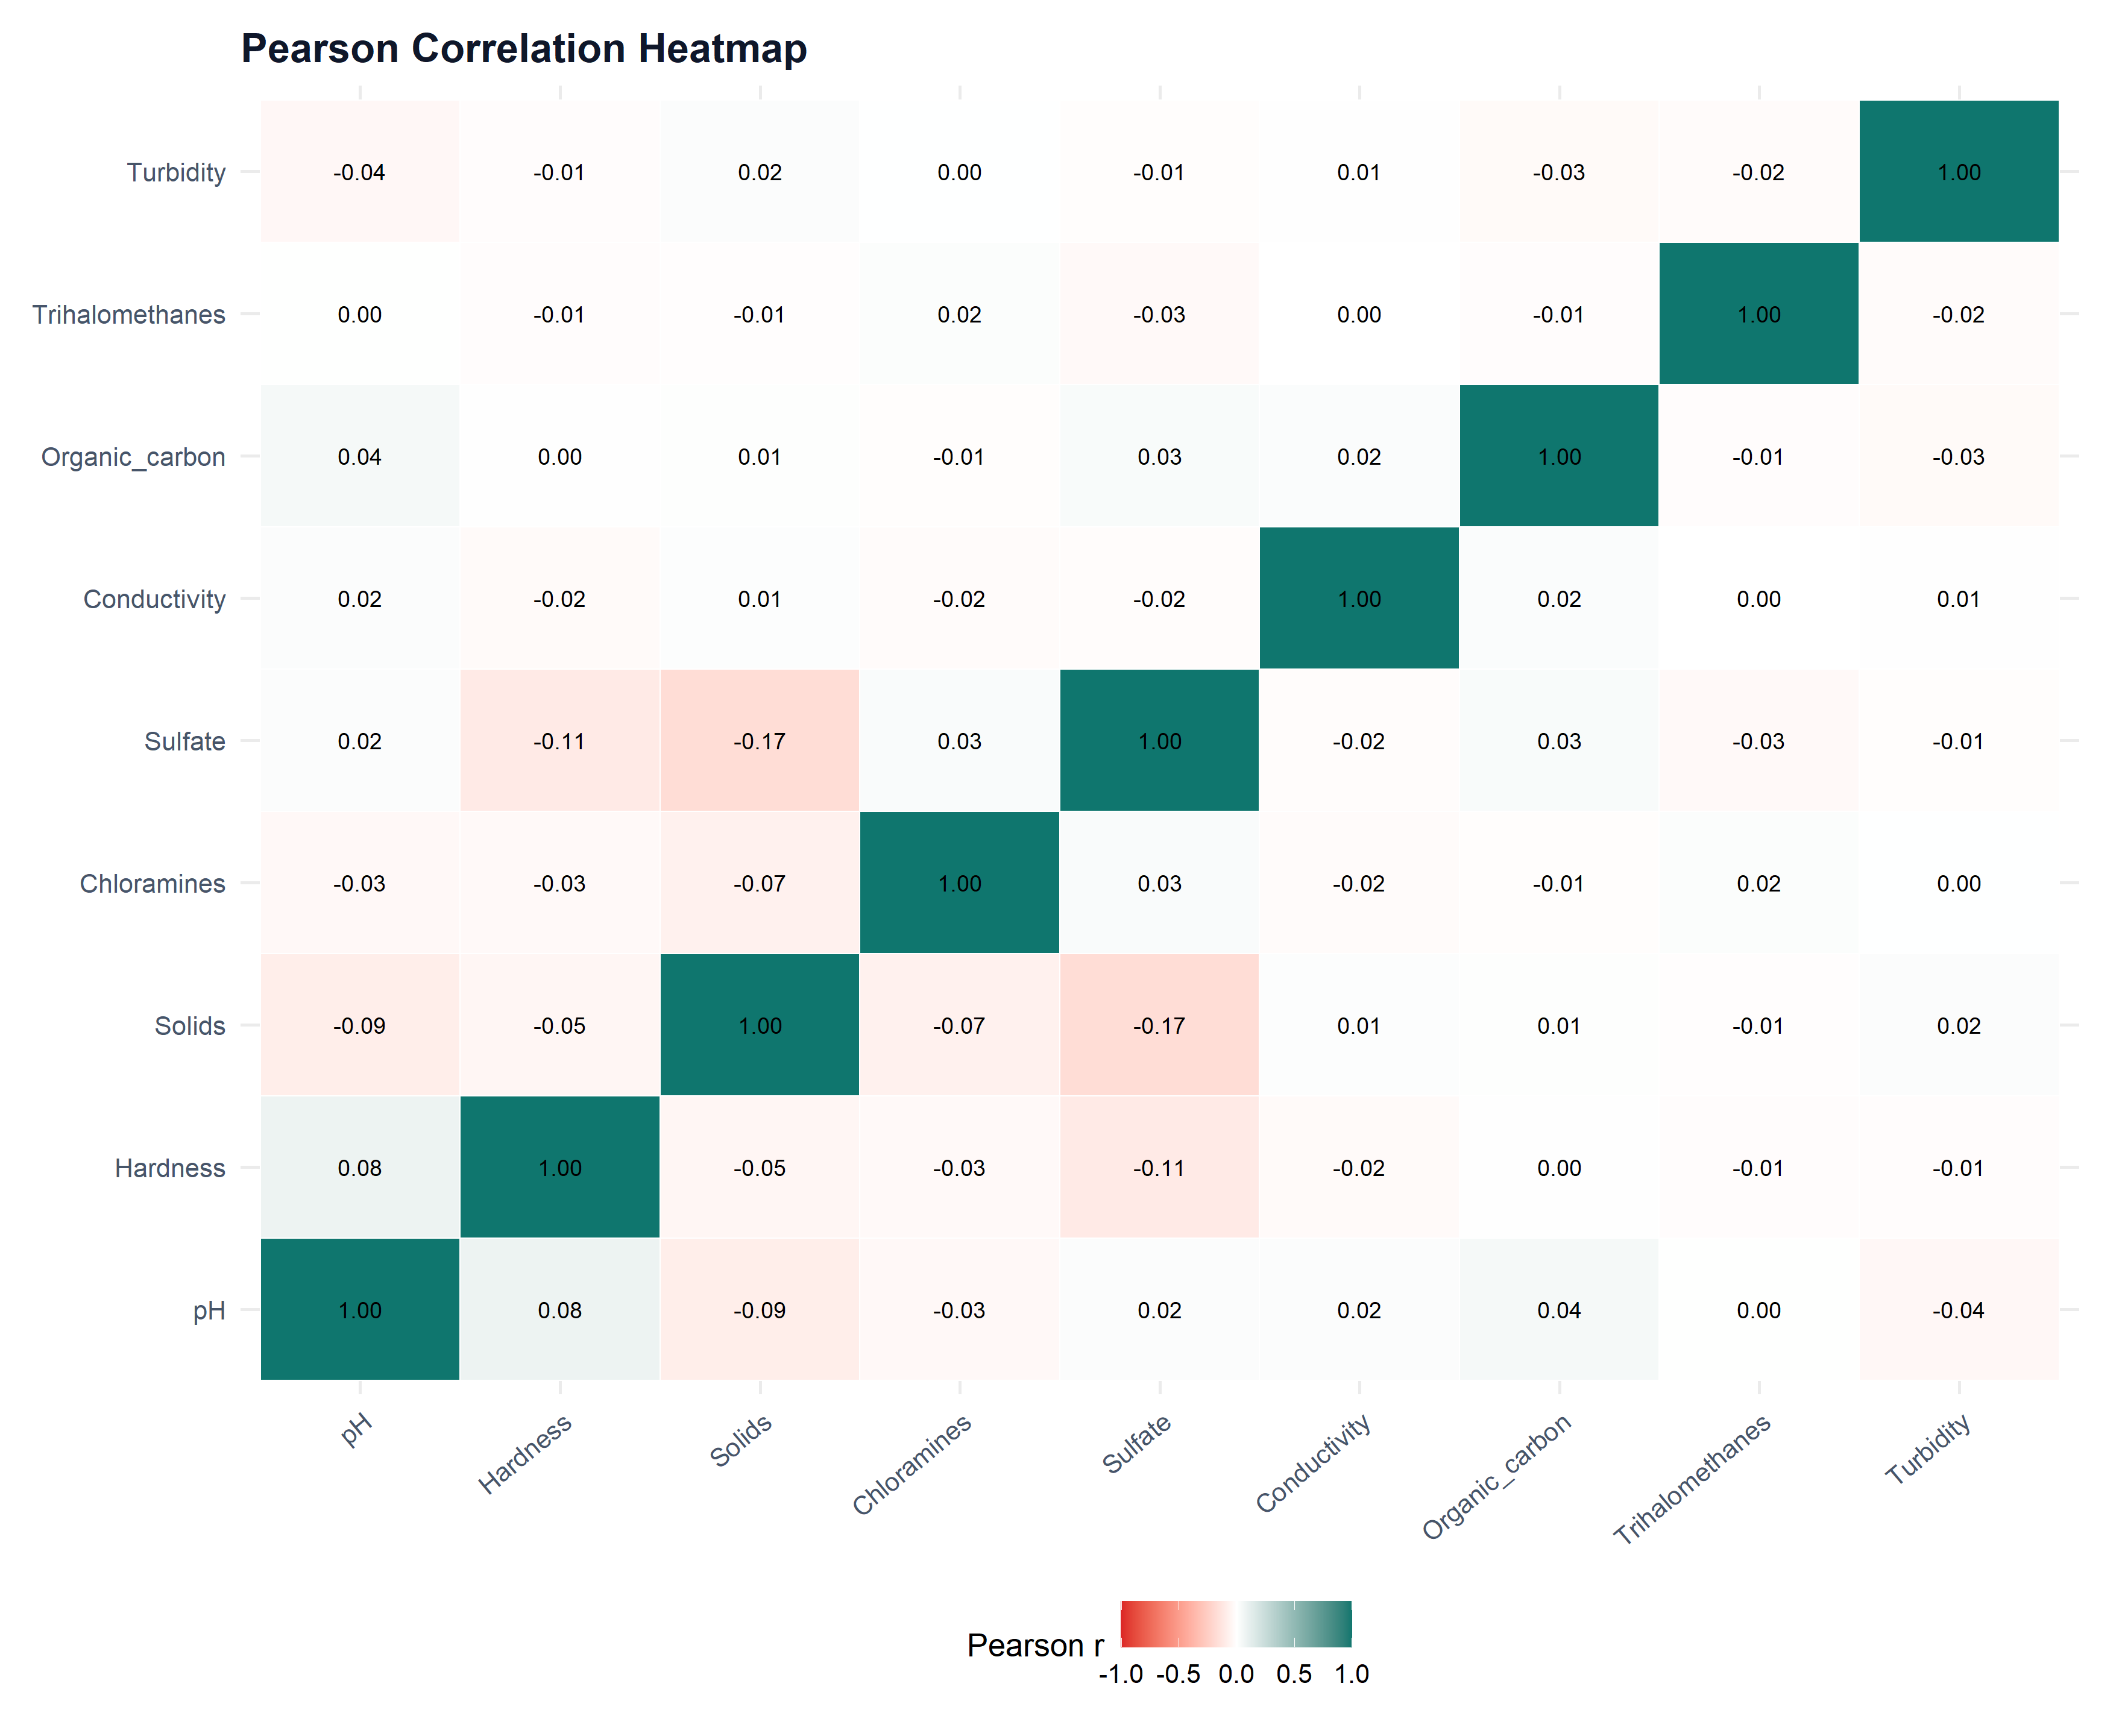 Pearson Correlation Heatmap
Turbidity -0.04 -0.01 0.02 0.00 -0.01 0.01 -0.03 -0.02 1.00
Trihalomethanes 0.00 -0.01 -0.01 0.02 -0.03 0.00 -0.01 1.00 -0.02
Organic_carbon 0.04 0.00 0.01 -0.01 0.03 0.02 1.00 -0.01 -0.03
Conductivity 0.02 -0.02 0.01 -0.02 -0.02 1.00 0.02 0.00 0.01
Sulfate 0.02 -0.11 -0.17 0.03 1.00 -0.02 0.03 -0.03 -0.01
Chloramines -0.03 -0.03 -0.07 1.00 0.03 -0.02 -0.01 0.02 0.00
Solids -0.09 -0.05 1.00 -0.07 -0.17 0.01 0.01 -0.01 0.02
Hardness 0.08 1.00 -0.05 -0.03 -0.11 -0.02 0.00 -0.01 -0.01
pH 1.00 0.08 -0.09 -0.03 0.02 0.02 0.04 0.00 -0.04
pH Hardness Solids Chloramines Sulfate Conductivity Organic_carbon Trihalomethanes Turbidity
Pearson r
-1.0 -0.5 0.0 0.5 1.0